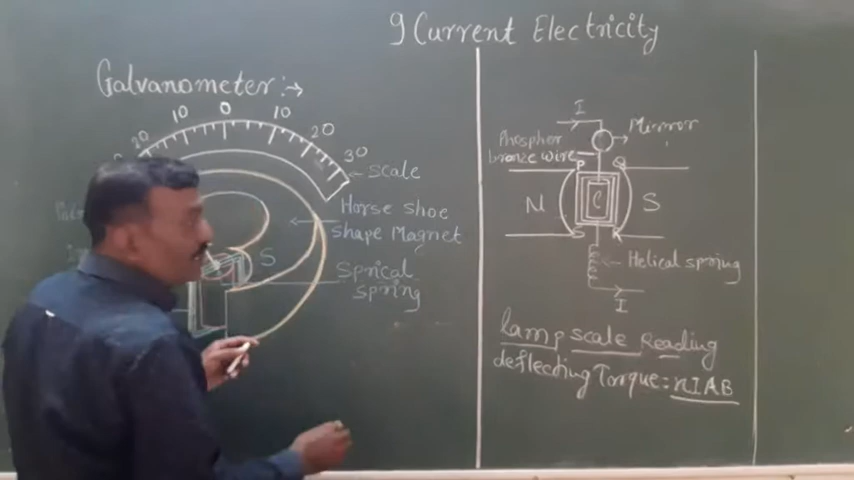 9 Current Electricity
Galvanometer :→
20 10 0 10 20 30
scale
Horse shoe
shape Magnet
S
Sprical
spring
I
Mirror
Phosphor
bronze wire
P Q
N C S
S R
Helical spring
I
lamp scale Reading
deflecting Torque = nIAB